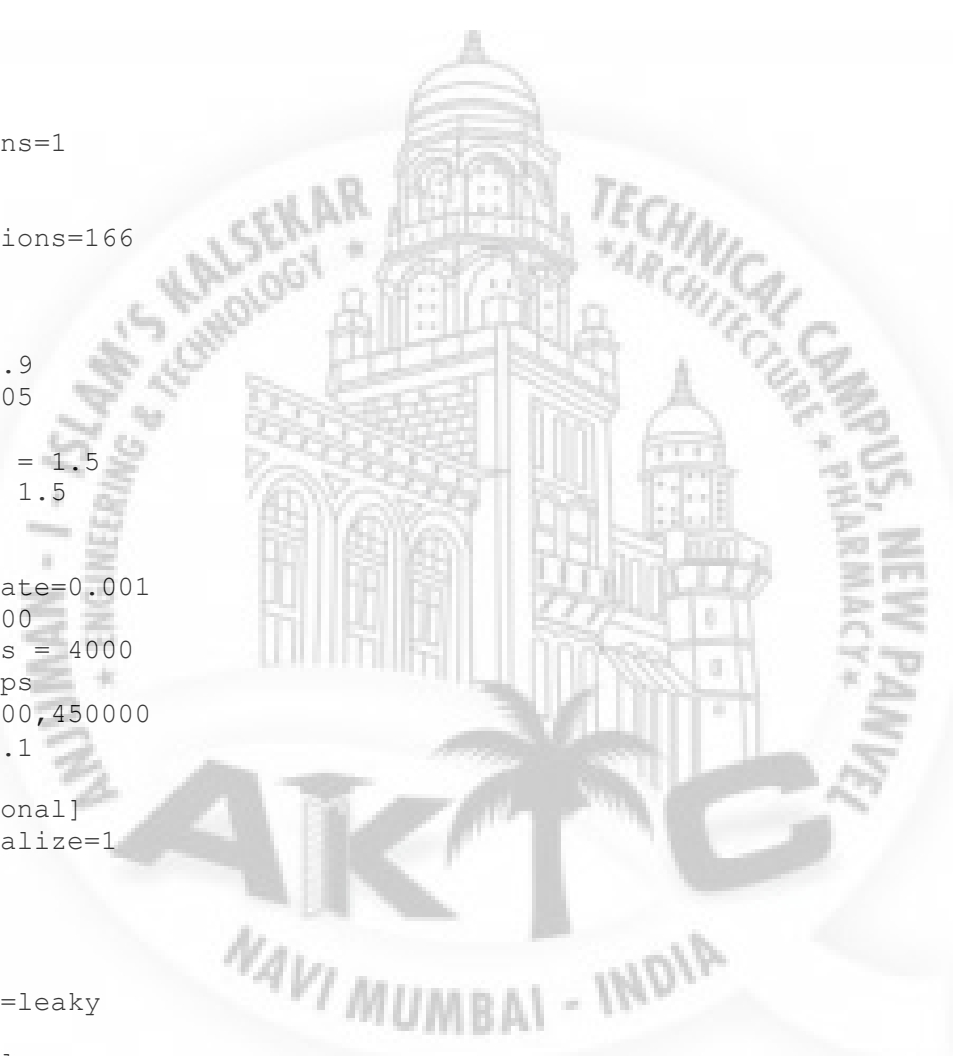 ns=1
ions=166
.9
05
= 1.5
1.5
ate=0.001
00
s = 4000
ps
00,450000
.1
onal]
alize=1
=leaky
ANJUMAN - I - ISLAM'S KALSEKAR TECHNICAL CAMPUS, NEW PANVEL
* ENGINEERING & TECHNOLOGY * *ARCHITECTURE * PHARMACY*
AKTC
NAVI MUMBAI - INDIA